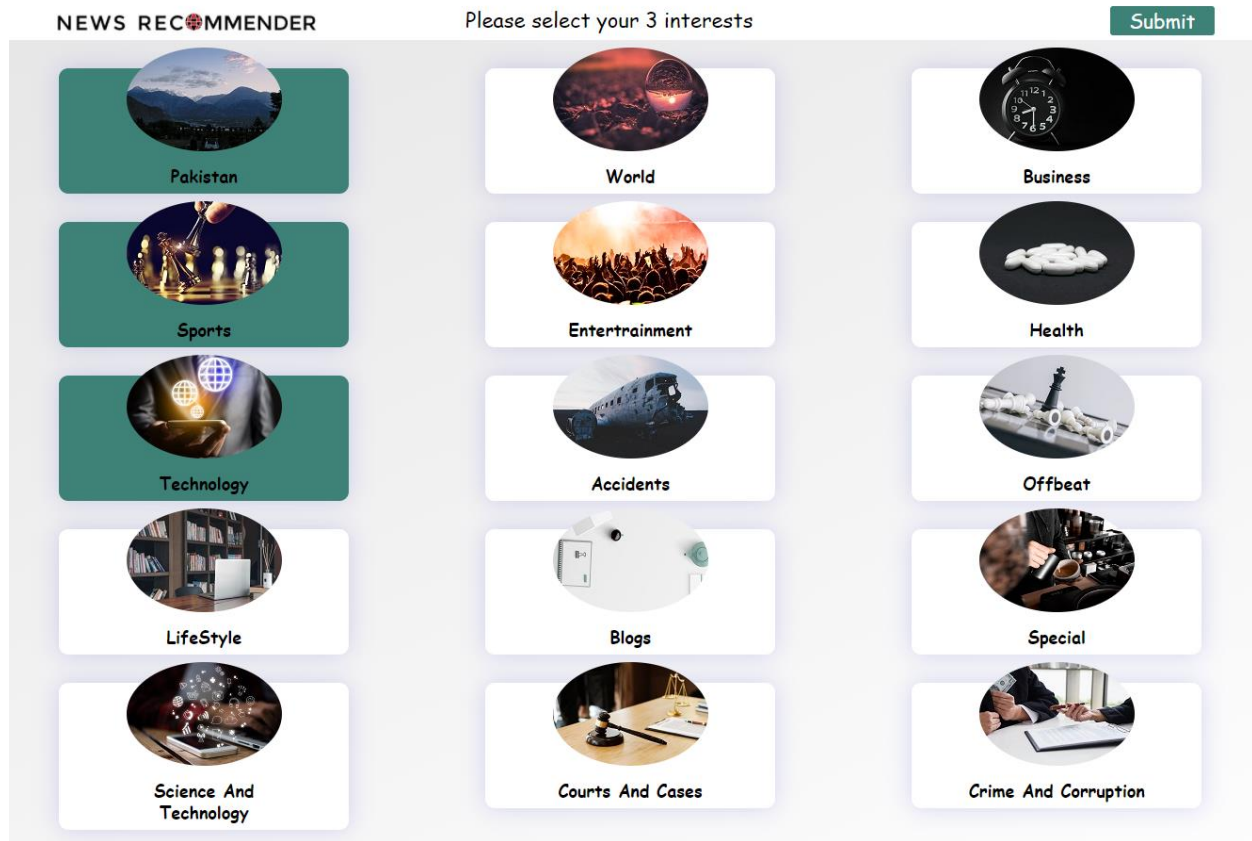 NEWS RECOMMENDER
Please select your 3 interests
Submit
Pakistan
World
Business
Sports
Entertrainment
Health
Technology
Accidents
Offbeat
LifeStyle
Blogs
Special
Science And
Technology
Courts And Cases
Crime And Corruption